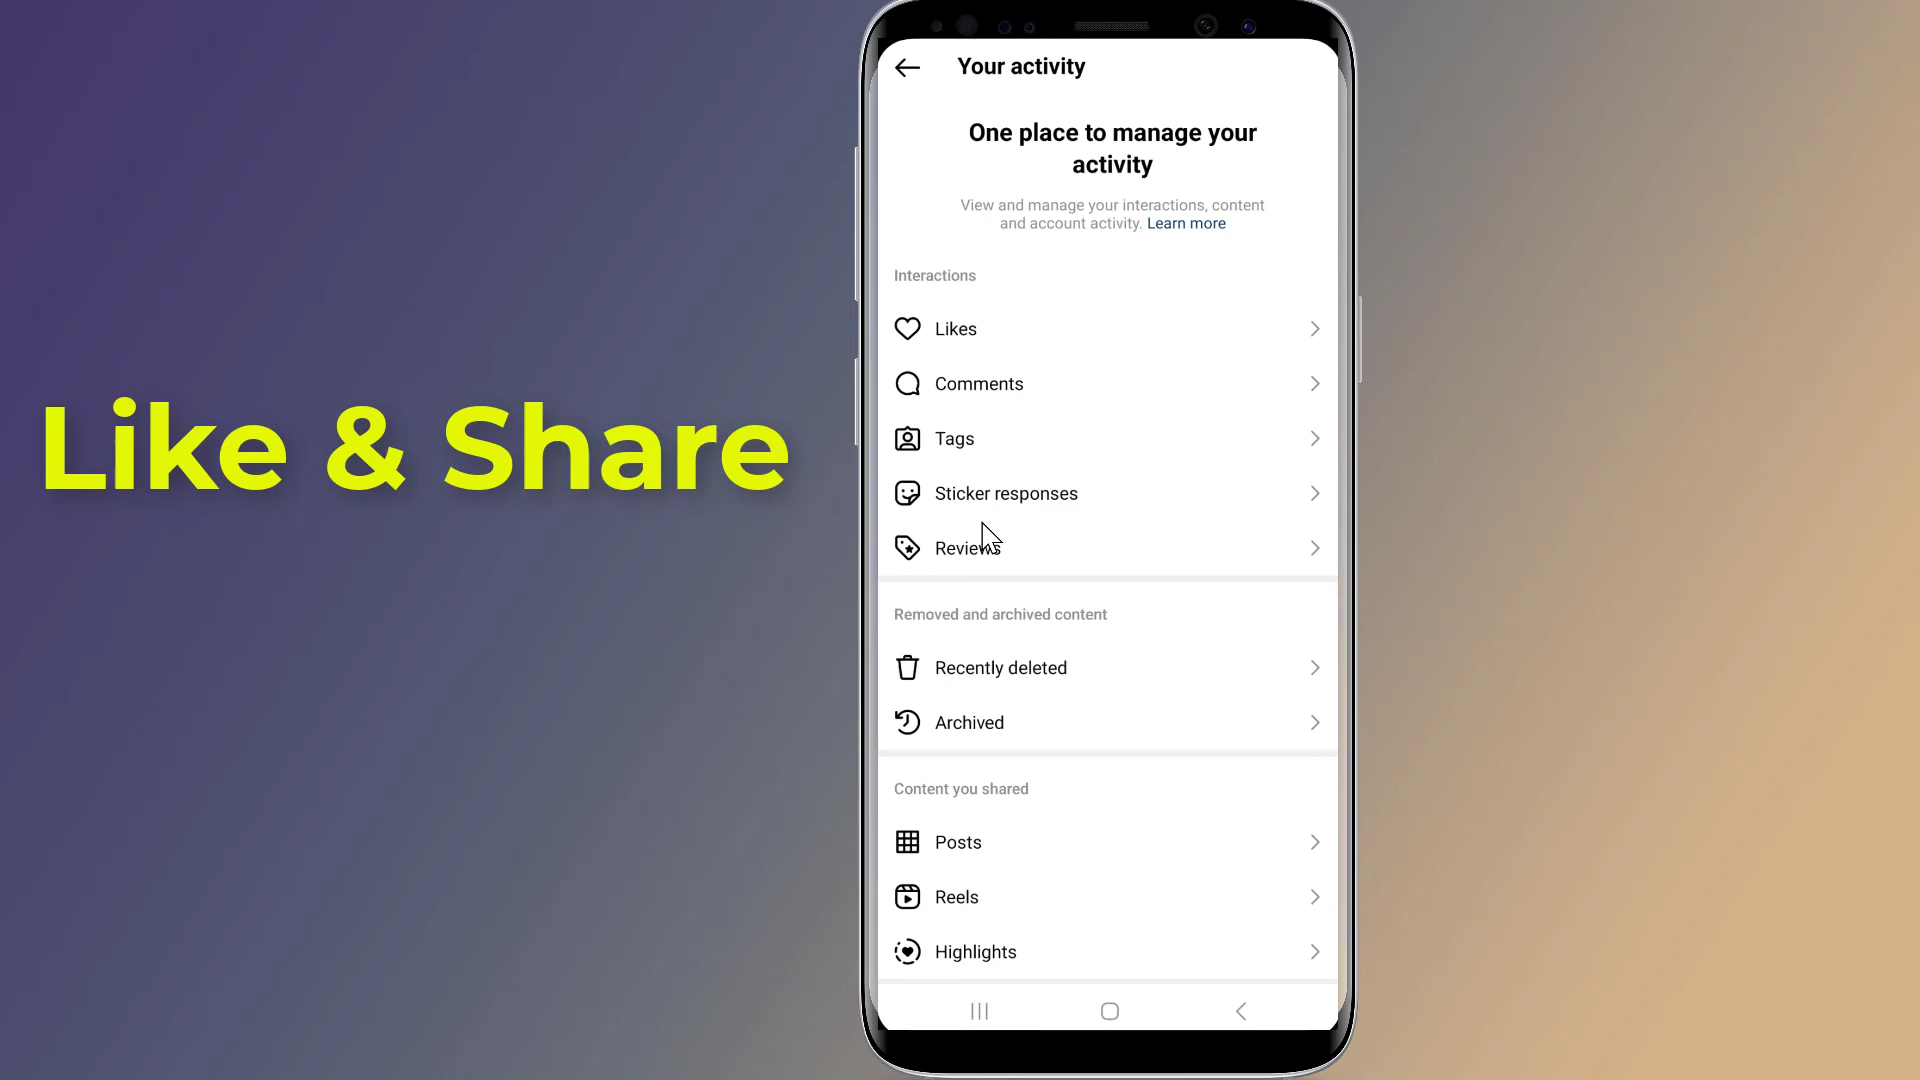 Like & Share
Your activity
One place to manage your
activity
View and manage your interactions, content
and account activity. Learn more
Interactions
Likes
Comments
Tags
Sticker responses
Reviews
Removed and archived content
Recently deleted
Archived
Content you shared
Posts
Reels
Highlights